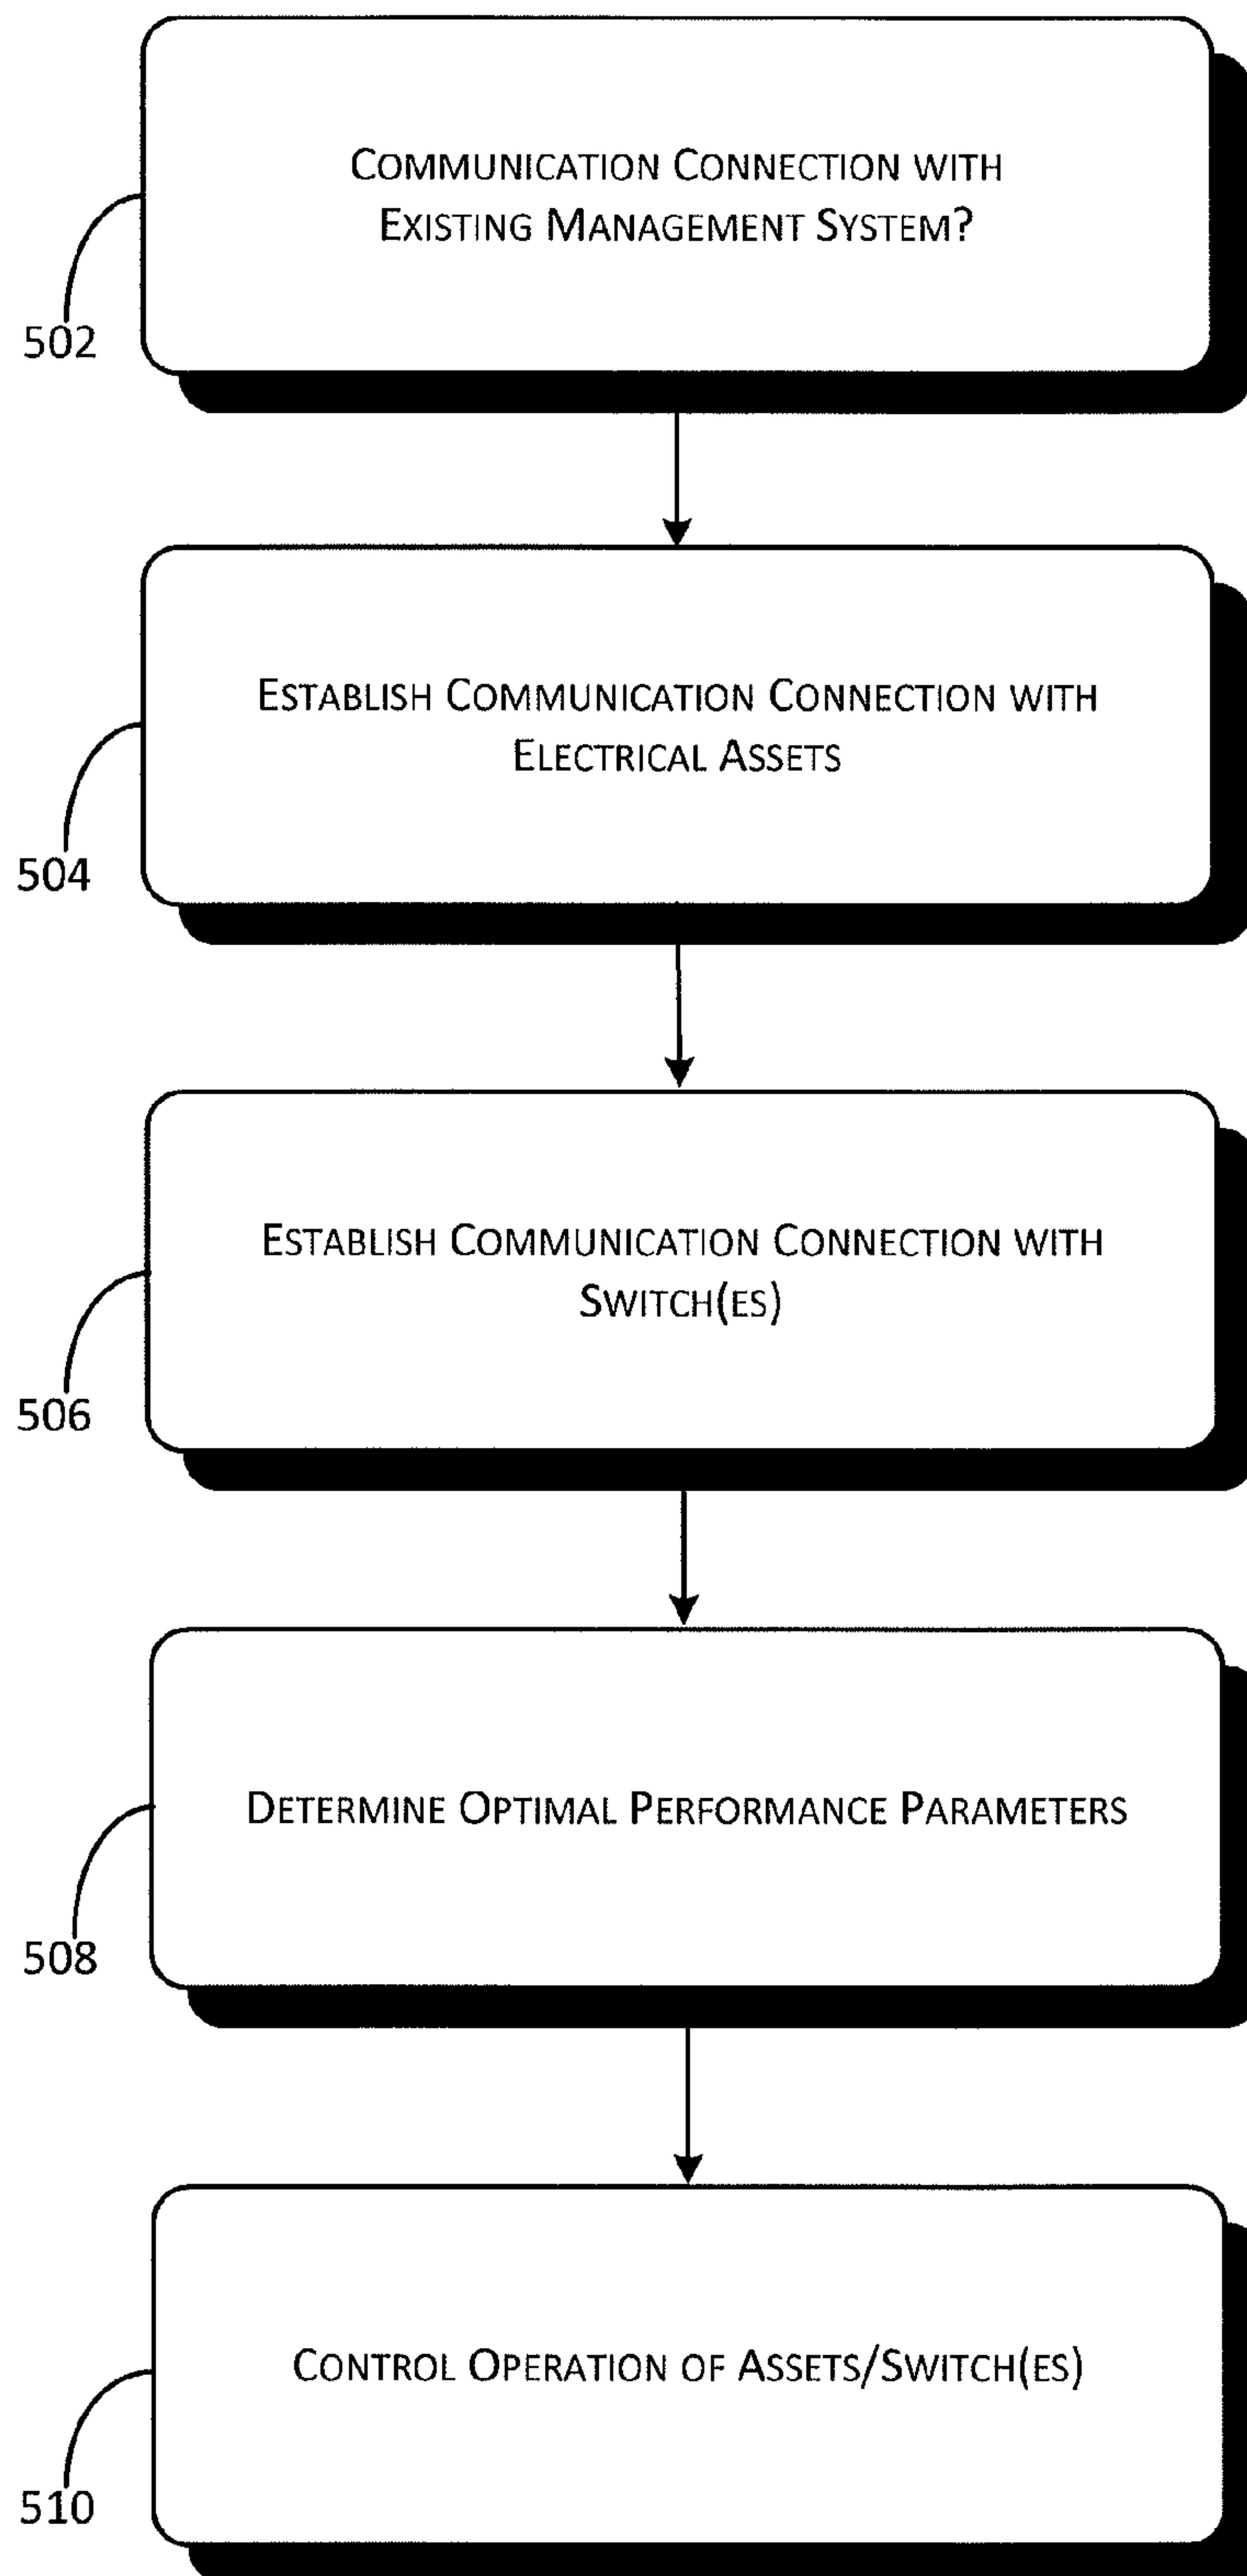 COMMUNICATION CONNECTION WITH
EXISTING MANAGEMENT SYSTEM?
502
ESTABLISH COMMUNICATION CONNECTION WITH
ELECTRICAL ASSETS
504
ESTABLISH COMMUNICATION CONNECTION WITH
SWITCH(ES)
506
DETERMINE OPTIMAL PERFORMANCE PARAMETERS
508
CONTROL OPERATION OF ASSETS/SWITCH(ES)
510